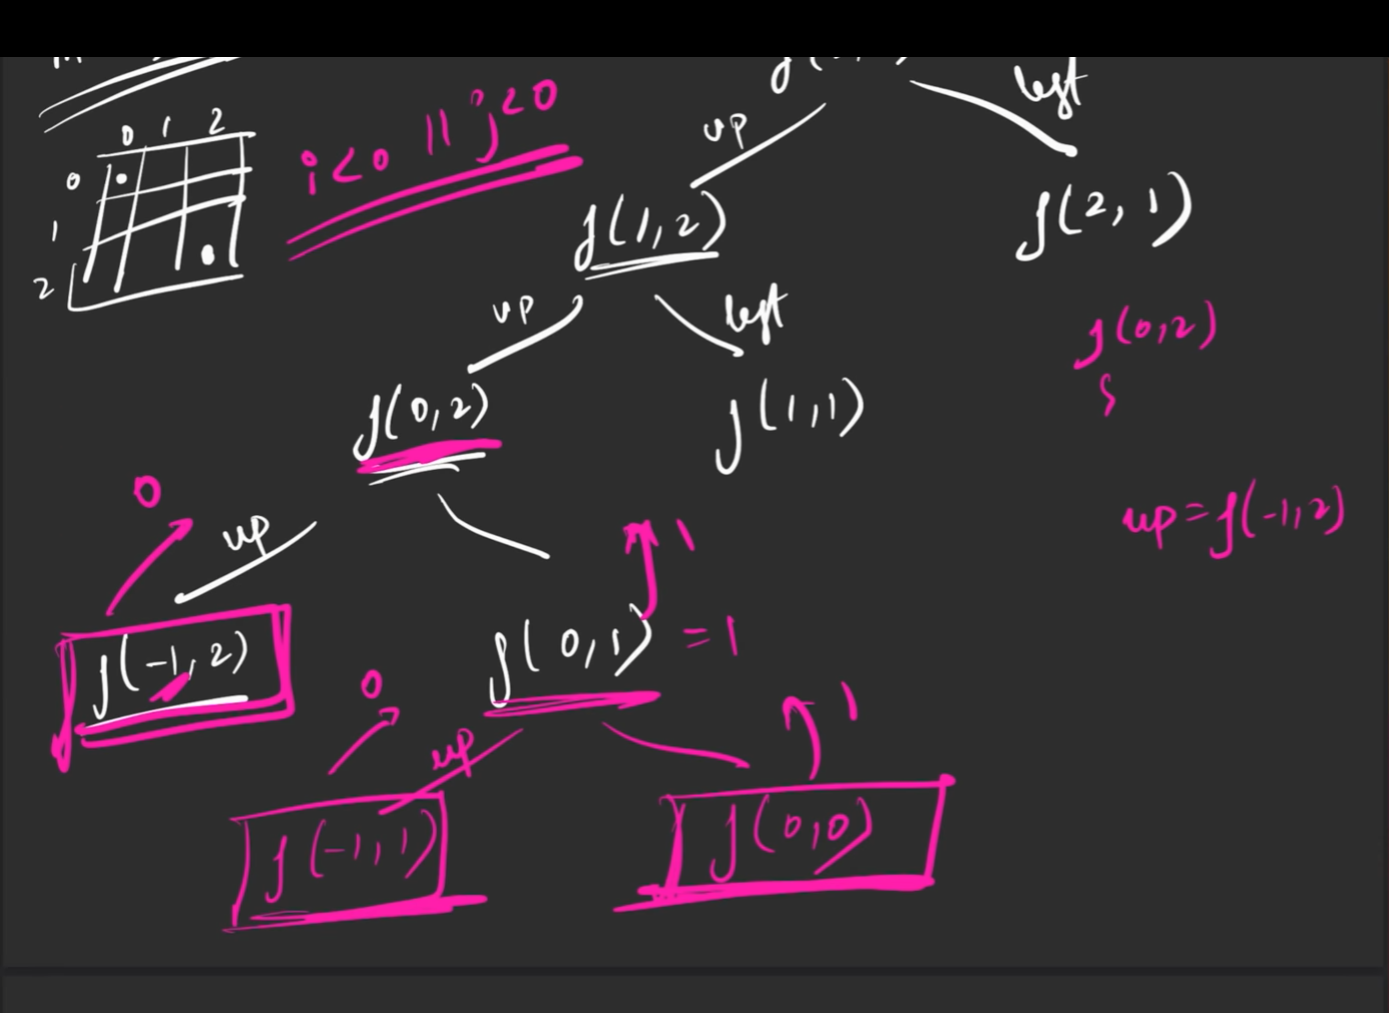 0 1 2
0
1
2
i<0 || j<0
up
left
f(1,2)
f(2,1)
up
left
f(0,2)
f(0,2)
f(1,1)
0
up
1
up=f(-1,2)
f(-1,2)
f(0,1) = 1
0
up
1
f(-1,1)
f(0,0)